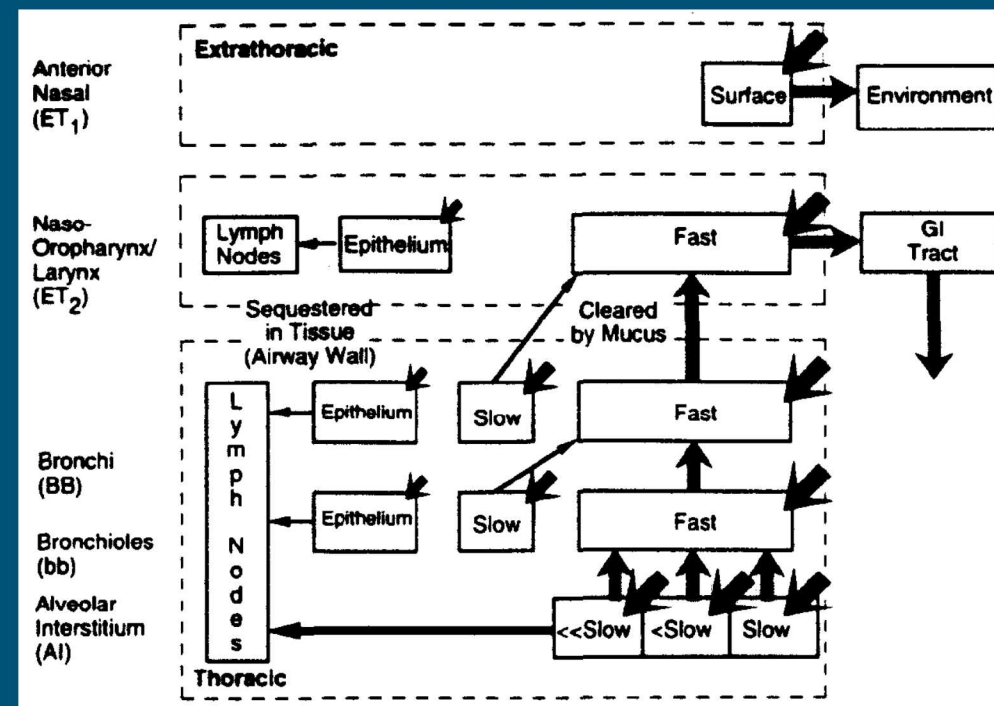 Extrathoracic
Anterior
Nasal
(ET1)
Surface
Environment
Naso-
Oropharynx/
Larynx
(ET2)
Lymph
Nodes
Epithelium
Fast
GI
Tract
Sequestered
in Tissue
(Airway Wall)
Cleared
by Mucus
Lymph Nodes
Epithelium
Slow
Fast
Bronchi
(BB)
Epithelium
Slow
Fast
Bronchioles
(bb)
Alveolar
Interstitium
(AI)
<<Slow
<Slow
Slow
Thoracic